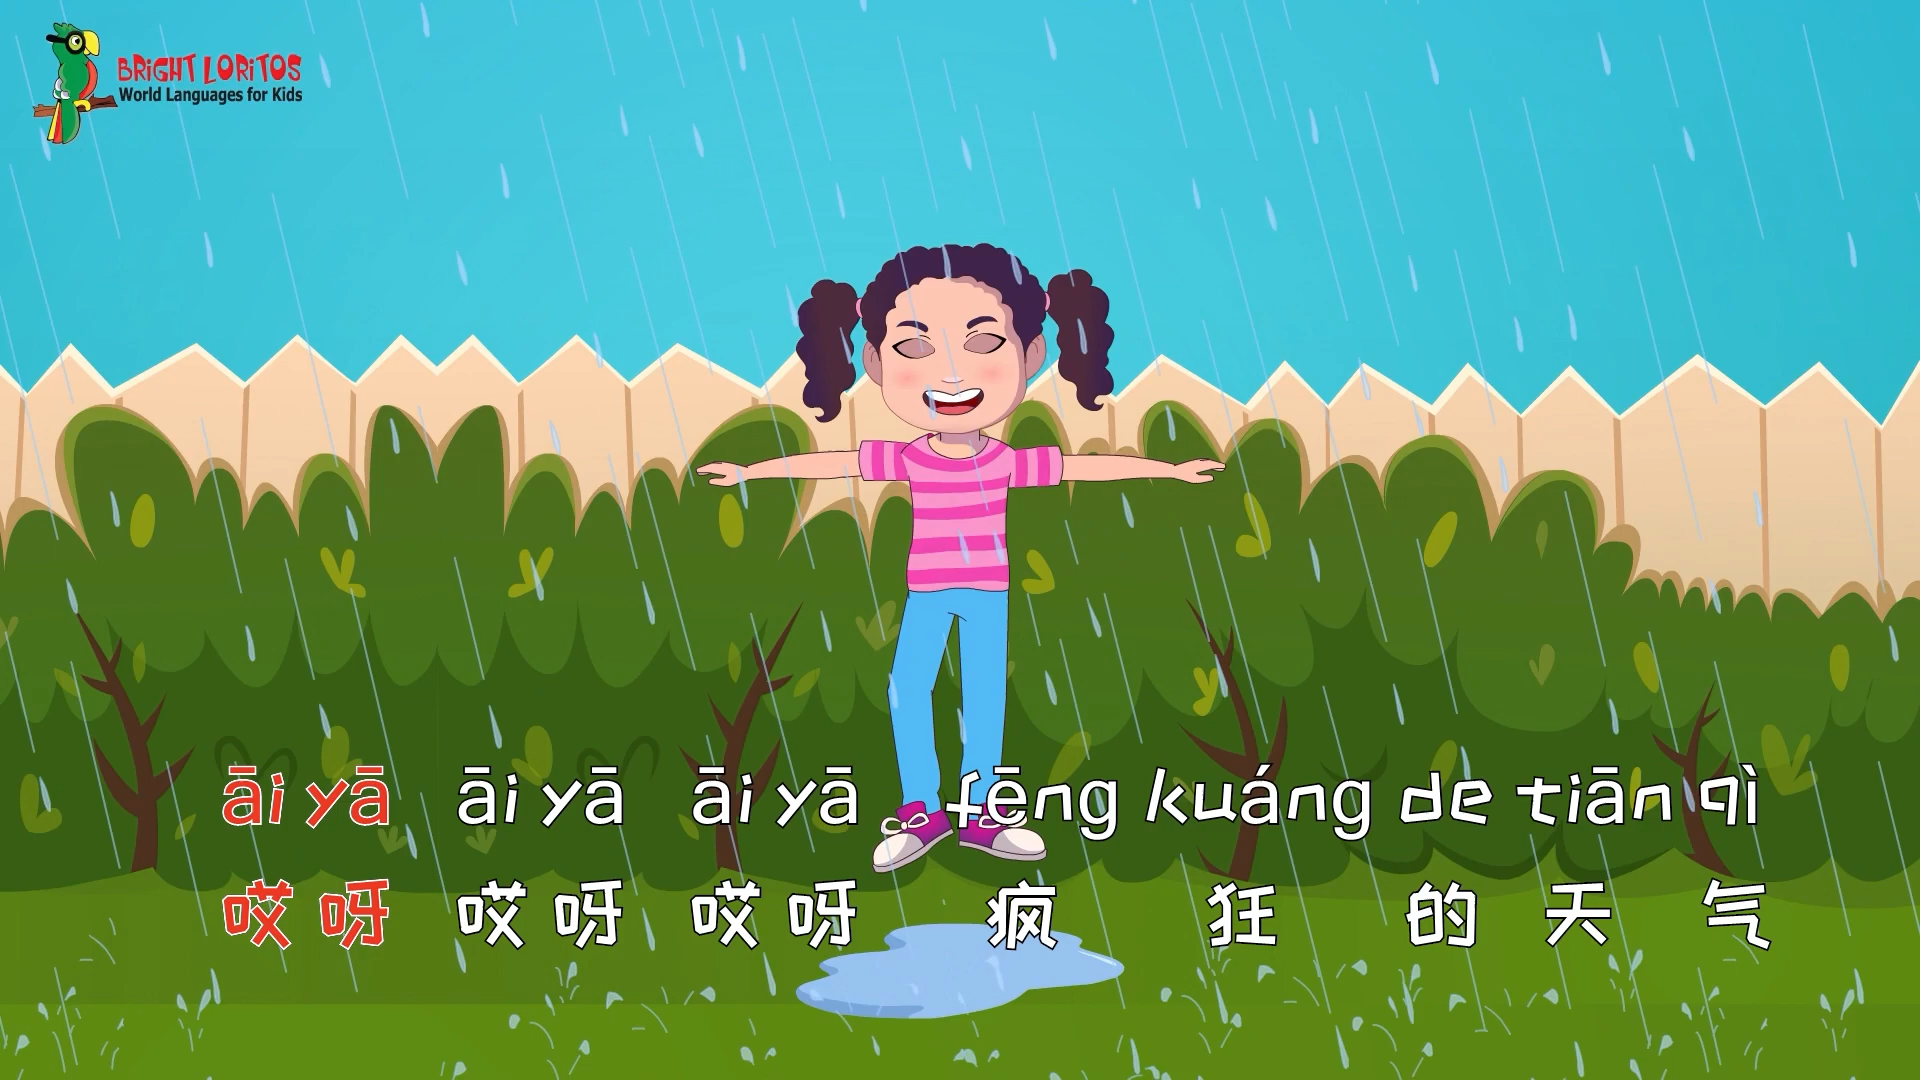 BRiGHT LORiTOS
World Languages for Kids
āi yā āi yā āi yā fēng kuáng de tiān qì
哎呀 哎呀 哎呀 疯狂的天气